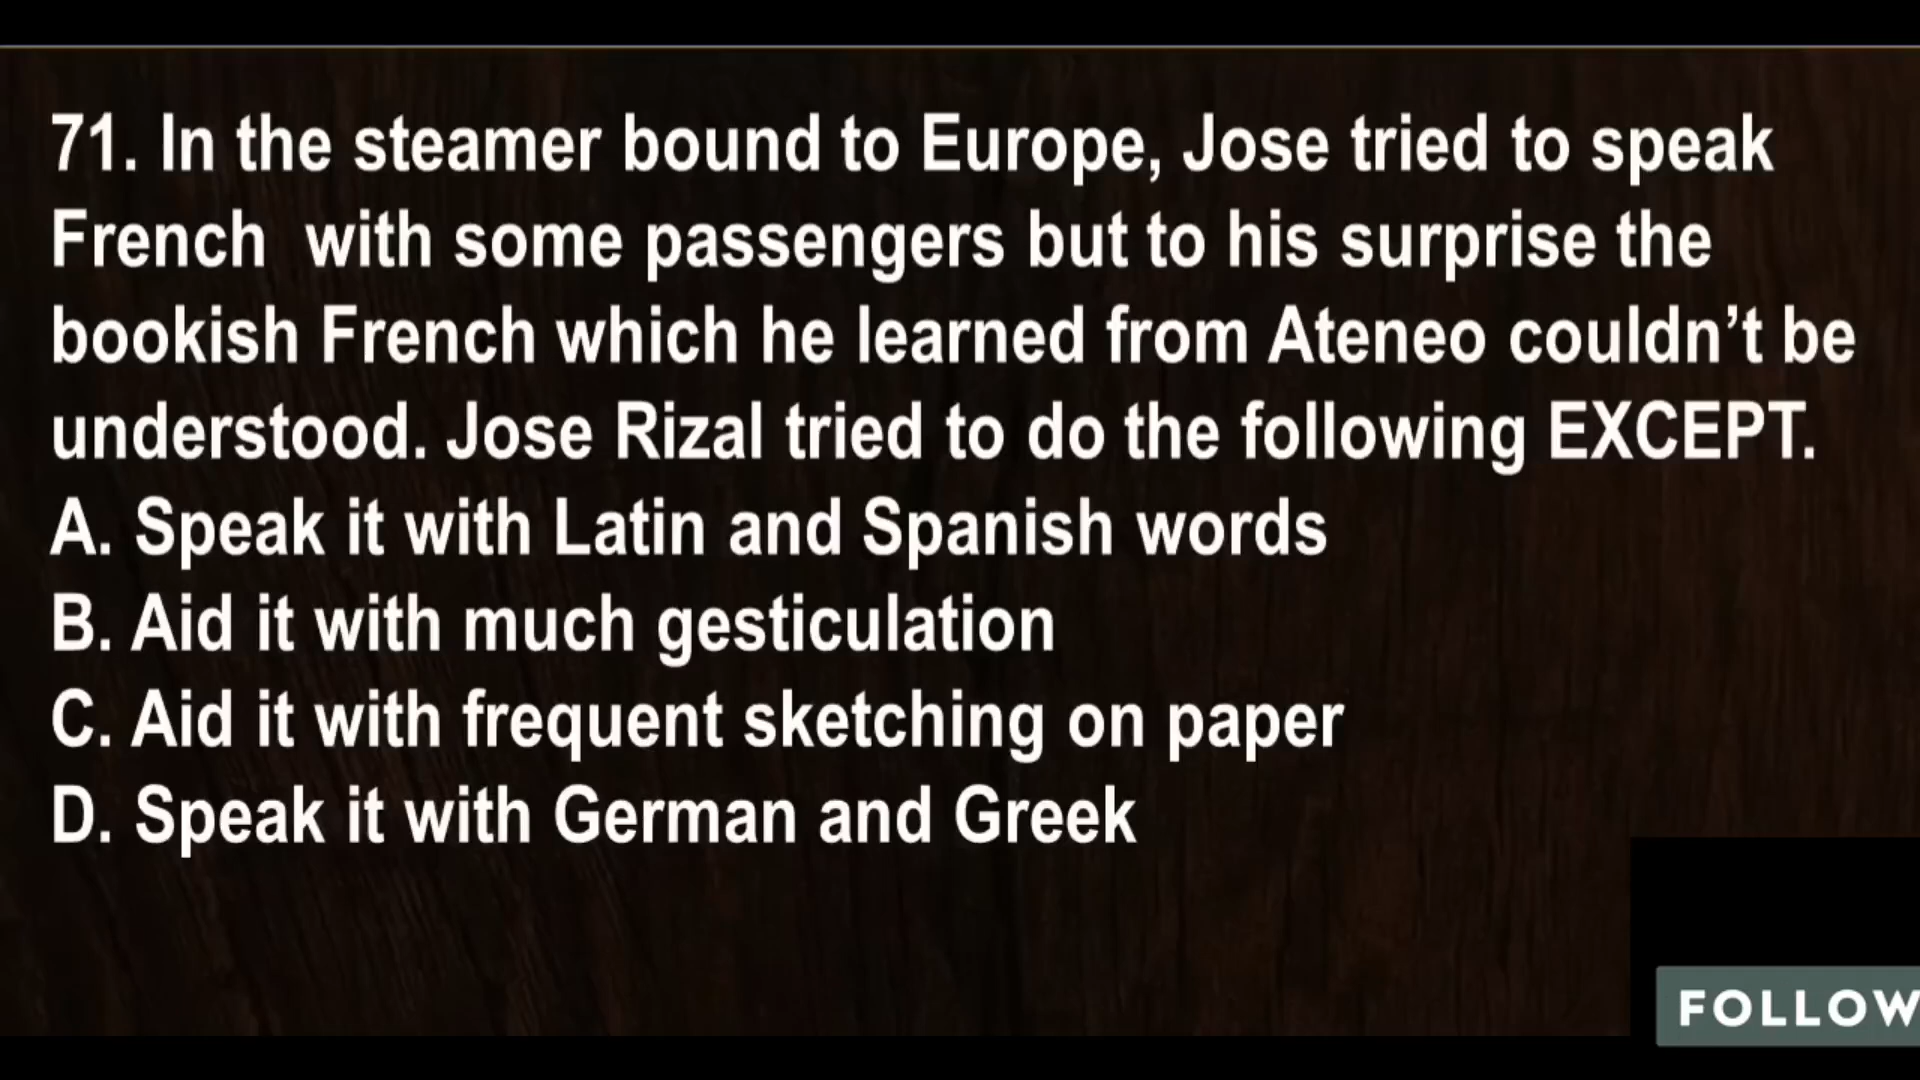 71. In the steamer bound to Europe, Jose tried to speak
French with some passengers but to his surprise the
bookish French which he learned from Ateneo couldn’t be
understood. Jose Rizal tried to do the following EXCEPT.
A. Speak it with Latin and Spanish words
B. Aid it with much gesticulation
C. Aid it with frequent sketching on paper
D. Speak it with German and Greek
FOLLOW